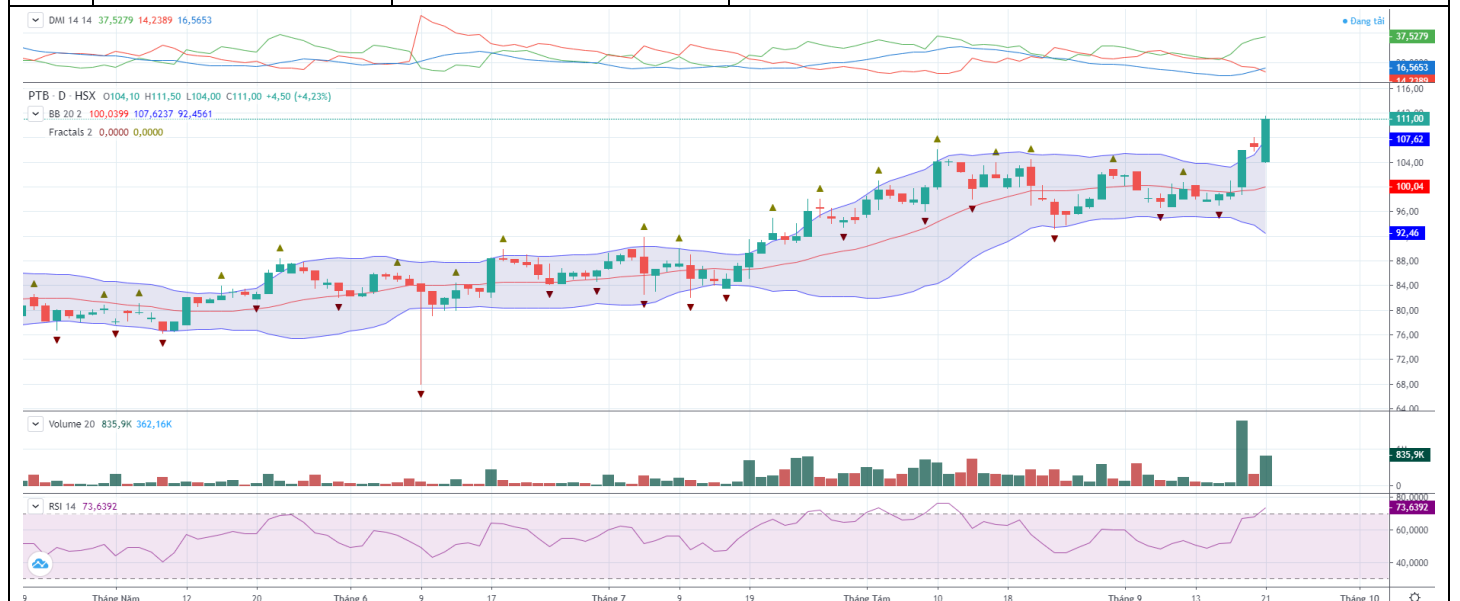 DMI 14 14 37,5279 14,2389 16,5653
Đang tải
37,5279
16,5653
14,2389
PTB · D · HSX O104,10 H111,50 L104,00 C111,00 +4,50 (+4,23%)
116,00
BB 20 2 100,0399 107,6237 92,4561
112,00
111,00
Fractals 2 0,0000 0,0000
107,62
104,00
100,04
96,00
92,46
88,00
84,00
80,00
76,00
72,00
68,00
64,00
Volume 20 835,9K 362,16K
835,9K
0
RSI 14 73,6392
80,0000
73,6392
60,0000
40,0000
9 Tháng Năm 12 20 Tháng 6 9 17 Tháng 7 9 19 Tháng Tám 10 18 Tháng 9 13 21 Tháng 10